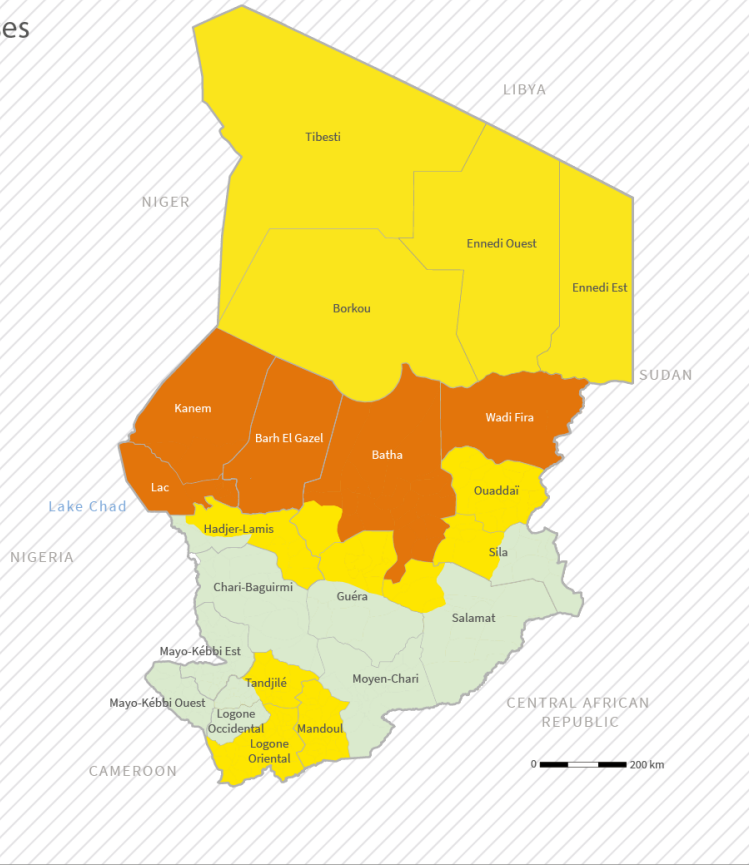 LIBYA
Tibesti
NIGER
Ennedi Ouest
Ennedi Est
Borkou
SUDAN
Kanem
Wadi Fira
Barh El Gazel
Batha
Lac
Ouaddaï
Lake Chad
Hadjer-Lamis
Sila
NIGERIA
Chari-Baguirmi
Guéra
Salamat
Mayo-Kébbi Est
Moyen-Chari
Tandjilé
Mayo-Kébbi Ouest
CENTRAL AFRICAN
REPUBLIC
Logone
Occidental
Mandoul
Logone
Oriental
CAMEROON
0
200 km